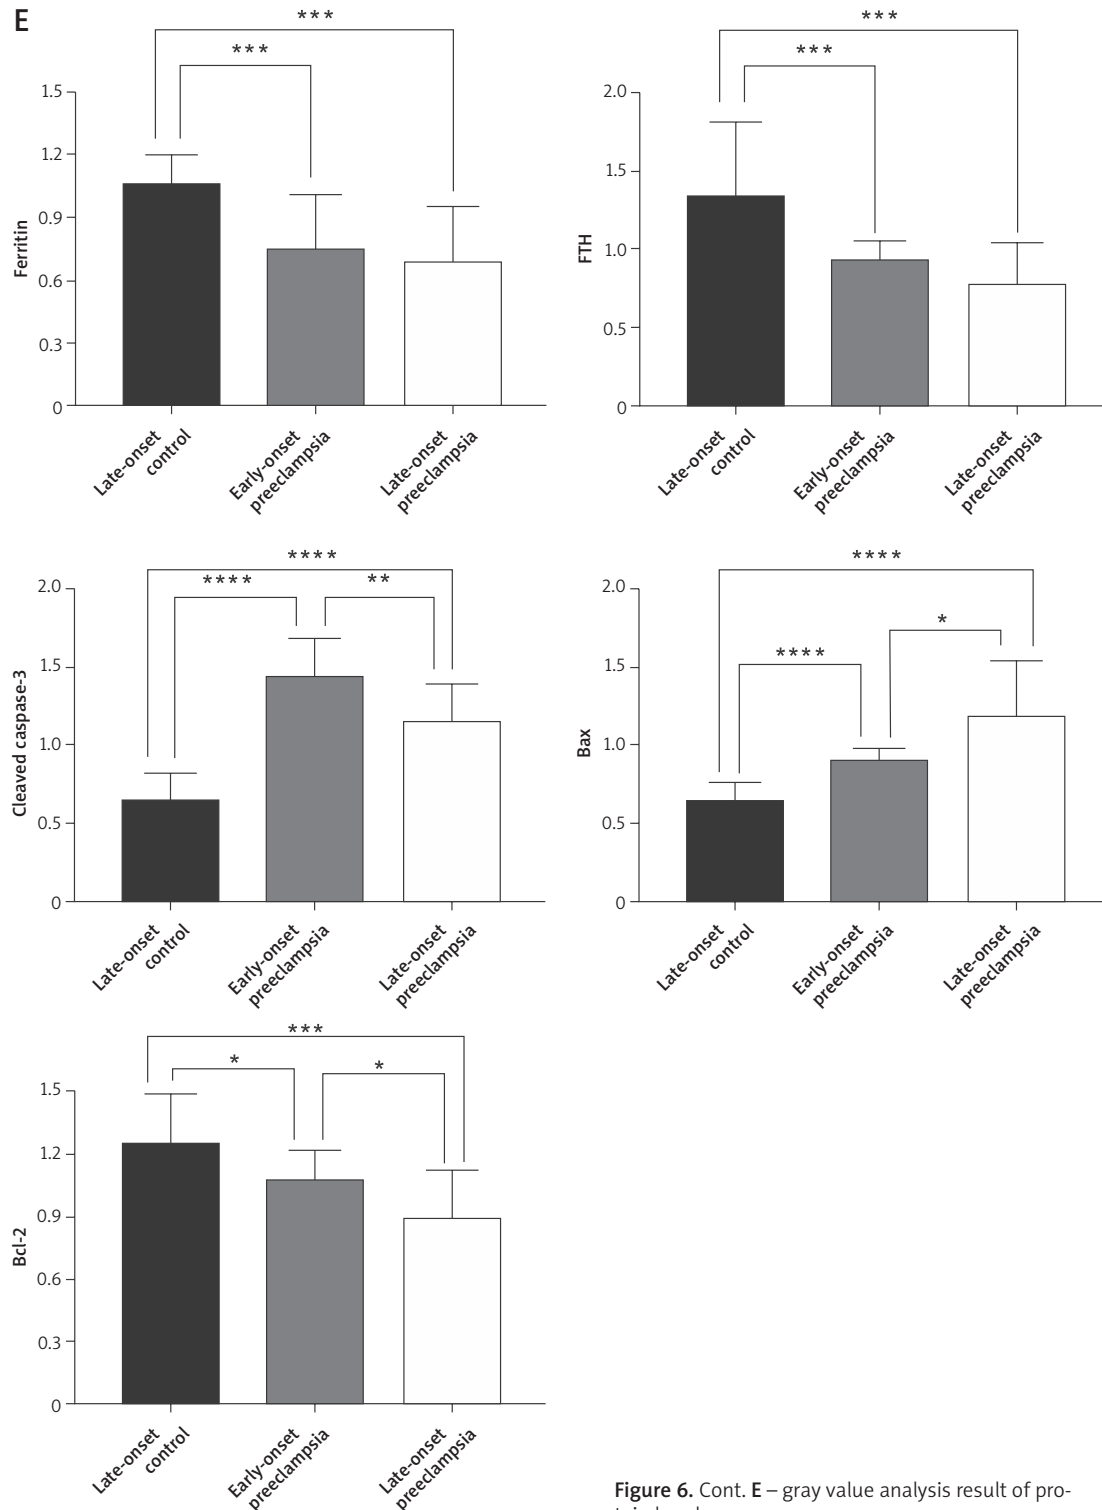 E
***
***
1.5
1.2
0.9
0.6
0.3
0
Ferritin
Late-onset
control
Early-onset
preeclampsia
Late-onset
preeclampsia
***
***
2.0
1.5
1.0
0.5
0
FTH
Late-onset
control
Early-onset
preeclampsia
Late-onset
preeclampsia
****
****
**
2.0
1.5
1.0
0.5
0
Cleaved caspase-3
Late-onset
control
Early-onset
preeclampsia
Late-onset
preeclampsia
****
*
****
2.0
1.5
1.0
0.5
0
Bax
Late-onset
control
Early-onset
preeclampsia
Late-onset
preeclampsia
***
*
*
1.5
1.2
0.9
0.6
0.3
0
Bcl-2
Late-onset
control
Early-onset
preeclampsia
Late-onset
preeclampsia
Figure 6. Cont. E – gray value analysis result of pro-